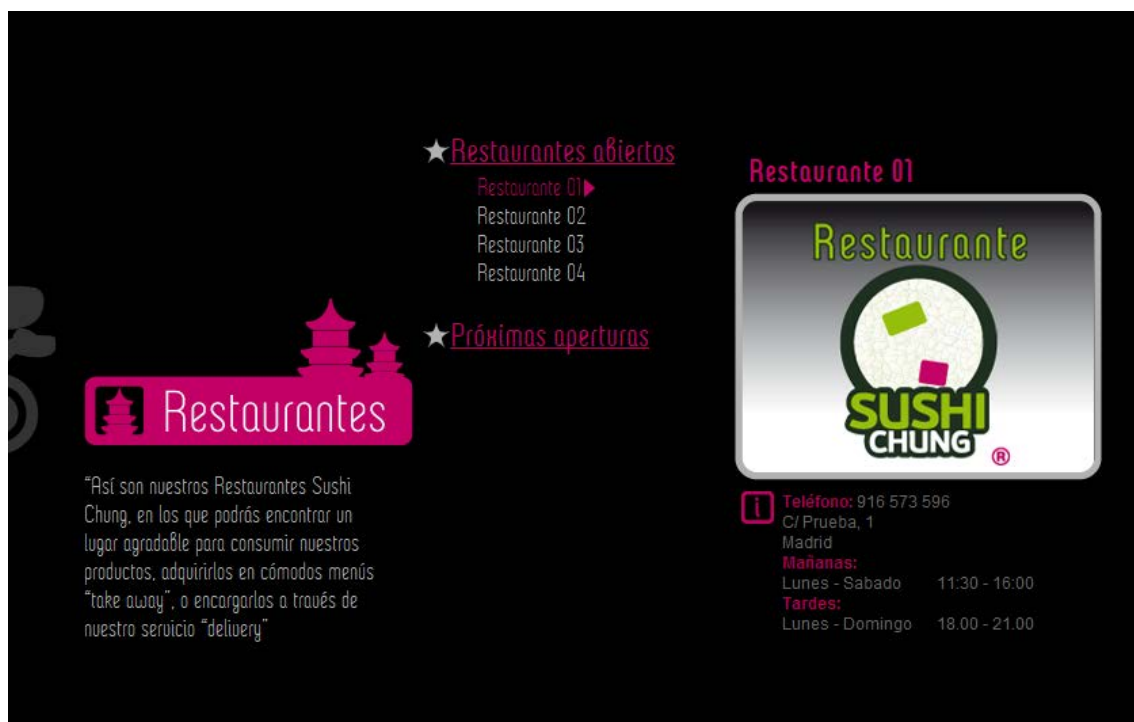 Restaurantes
“Así son nuestros Restaurantes Sushi
Chung, en los que podrás encontrar un
lugar agradable para consumir nuestros
productos, adquirirlos en cómodos menús
“take away”, o encargarlos a través de
nuestro servicio “delivery”
Restaurantes abiertos
Restaurante 01
Restaurante 02
Restaurante 03
Restaurante 04
Próximas aperturas
Restaurante 01
Restaurante
SUSHI
CHUNG ®
i
Teléfono: 916 573 596
C/ Prueba, 1
Madrid
Mañanas:
Lunes - Sabado 11:30 - 16:00
Tardes:
Lunes - Domingo 18.00 - 21.00